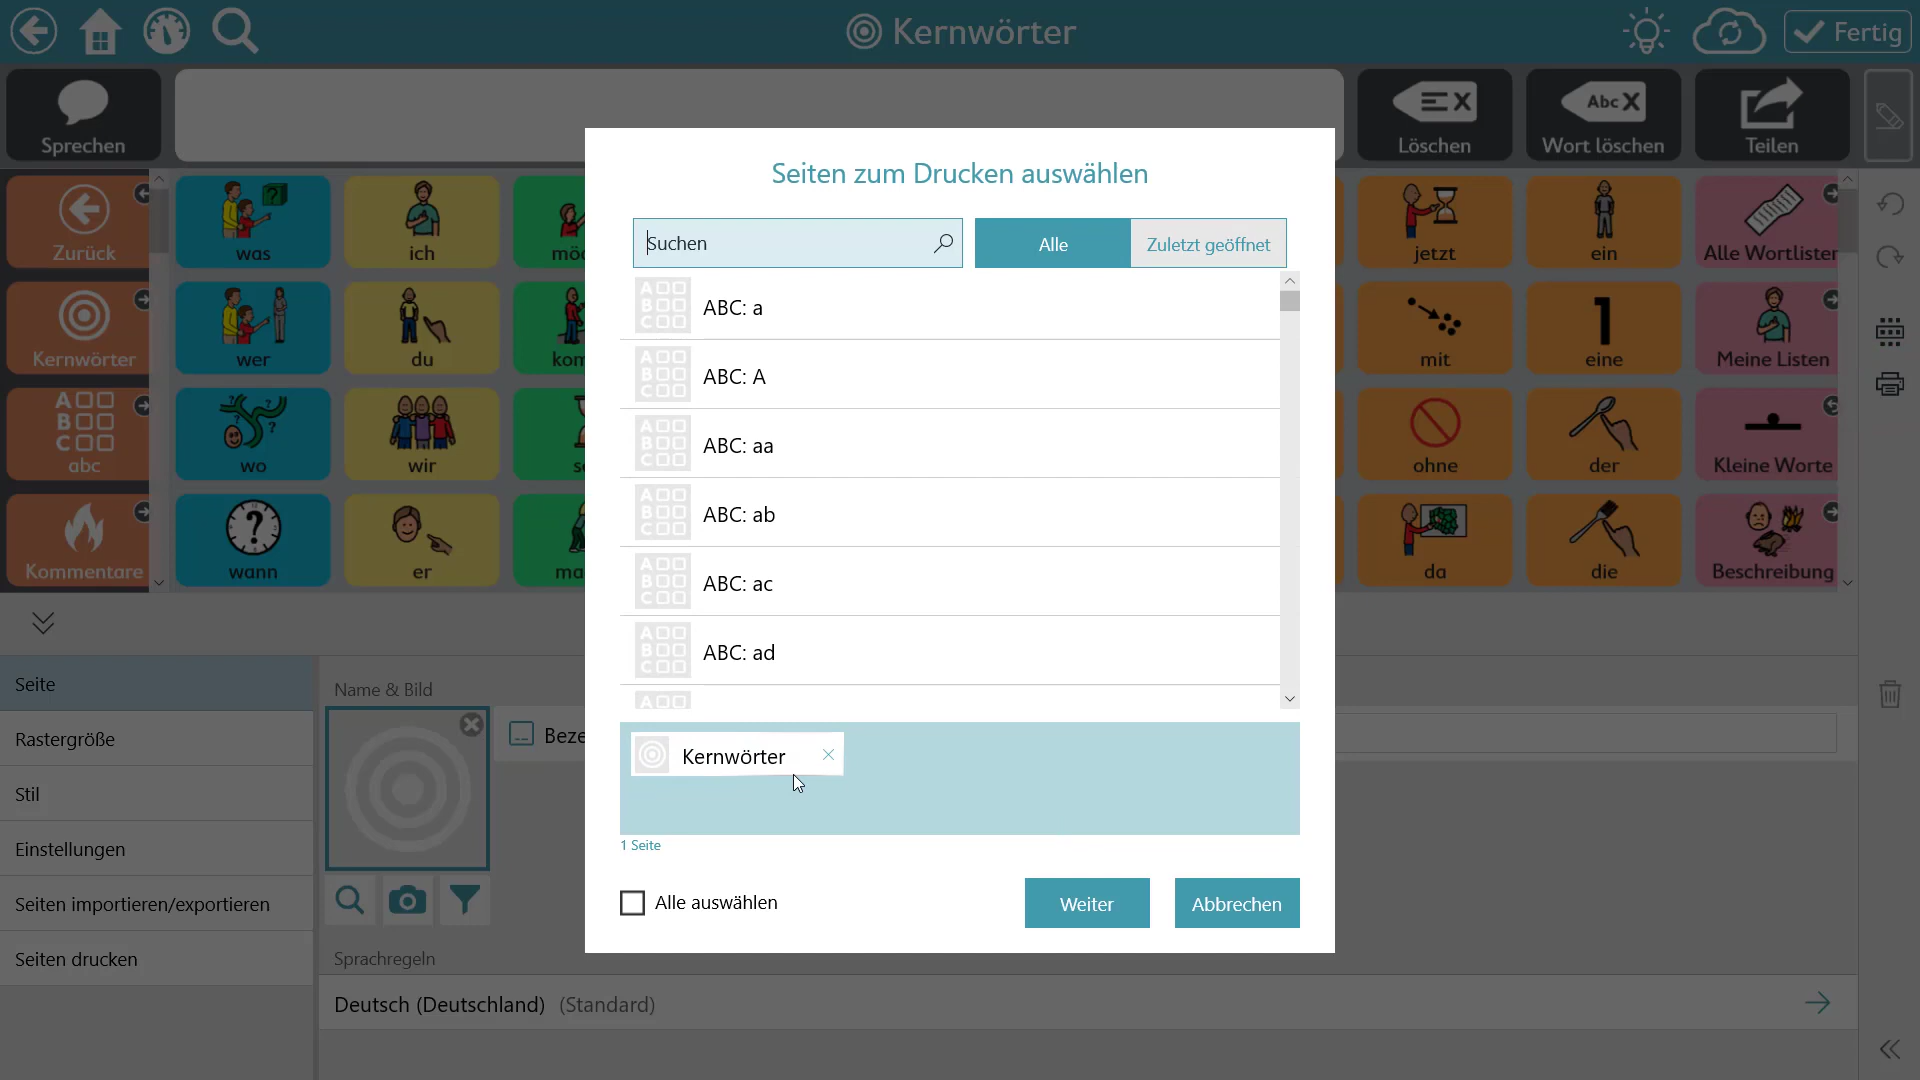 Kernwörter
Fertig
Sprechen
Löschen
Abc X
Wort löschen
Teilen
Seiten zum Drucken auswählen
Suchen
Alle
Zuletzt geöffnet
Zurück
was
ich
jetzt
ein
Alle Wortlisten
Kernwörter
wer
du
mit
1
eine
Meine Listen
A
B
C
abc
wo
wir
ohne
der
Kleine Worte
Kommentare
wann
er
da
die
Beschreibung
ABC: a
ABC: A
ABC: aa
ABC: ab
ABC: ac
ABC: ad
Kernwörter
1 Seite
Alle auswählen
Weiter
Abbrechen
Seite
Rastergröße
Stil
Einstellungen
Seiten importieren/exportieren
Seiten drucken
Name & Bild
Sprachregeln
Deutsch (Deutschland) (Standard)